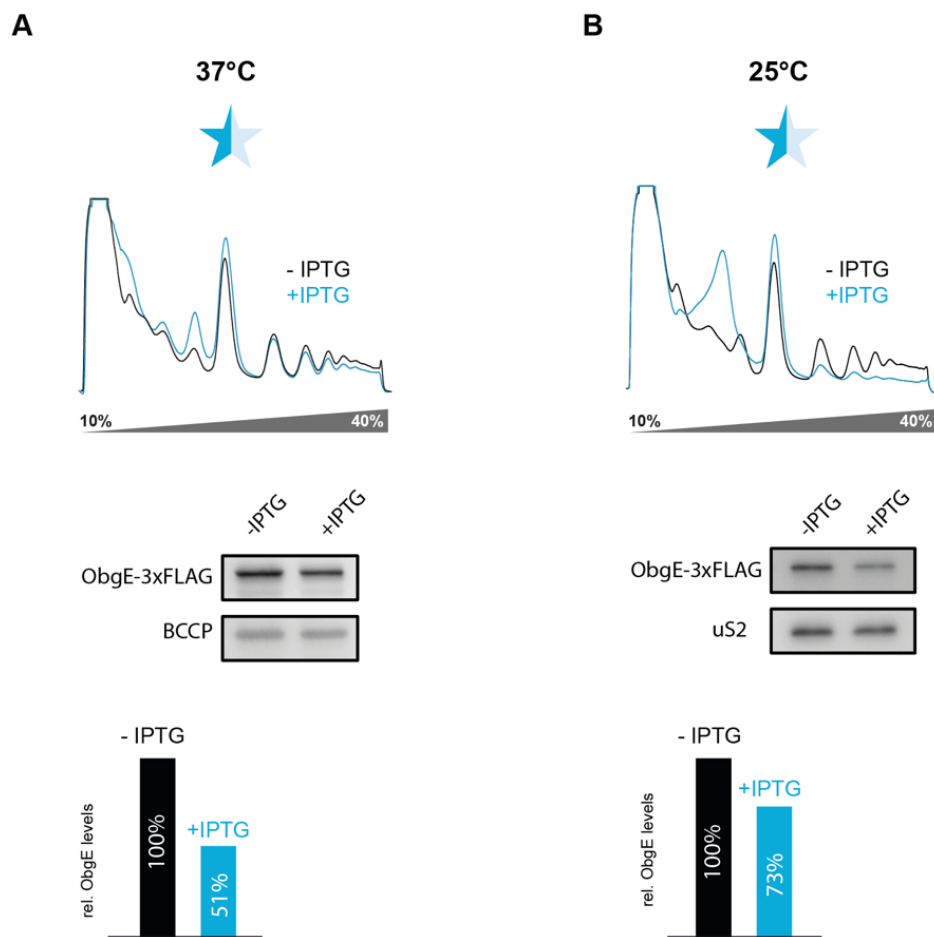 A
37°C
- IPTG
+IPTG
10%
40%
-IPTG
+IPTG
ObgE-3xFLAG
BCCP
- IPTG
+IPTG
100%
51%
rel. ObgE levels
B
25°C
- IPTG
+IPTG
10%
40%
-IPTG
+IPTG
ObgE-3xFLAG
uS2
- IPTG
+IPTG
100%
73%
rel. ObgE levels